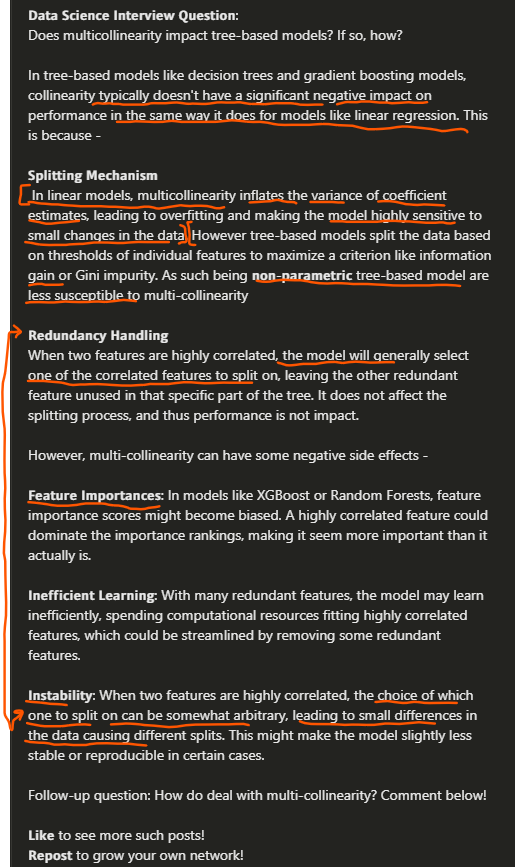 Data Science Interview Question:
Does multicollinearity impact tree-based models? If so, how?
In tree-based models like decision trees and gradient boosting models,
collinearity typically doesn't have a significant negative impact on
performance in the same way it does for models like linear regression. This
is because -
Splitting Mechanism
In linear models, multicollinearity inflates the variance of coefficient
estimates, leading to overfitting and making the model highly sensitive to
small changes in the data. However tree-based models split the data based
on thresholds of individual features to maximize a criterion like information
gain or Gini impurity. As such being non-parametric tree-based model are
less susceptible to multi-collinearity
Redundancy Handling
When two features are highly correlated, the model will generally select
one of the correlated features to split on, leaving the other redundant
feature unused in that specific part of the tree. It does not affect the
splitting process, and thus performance is not impact.
However, multi-collinearity can have some negative side effects -
Feature Importances: In models like XGBoost or Random Forests, feature
importance scores might become biased. A highly correlated feature could
dominate the importance rankings, making it seem more important than it
actually is.
Inefficient Learning: With many redundant features, the model may learn
inefficiently, spending computational resources fitting highly correlated
features, which could be streamlined by removing some redundant
features.
Instability: When two features are highly correlated, the choice of which
one to split on can be somewhat arbitrary, leading to small differences in
the data causing different splits. This might make the model slightly less
stable or reproducible in certain cases.
Follow-up question: How do deal with multi-collinearity? Comment below!
Like to see more such posts!
Repost to grow your own network!